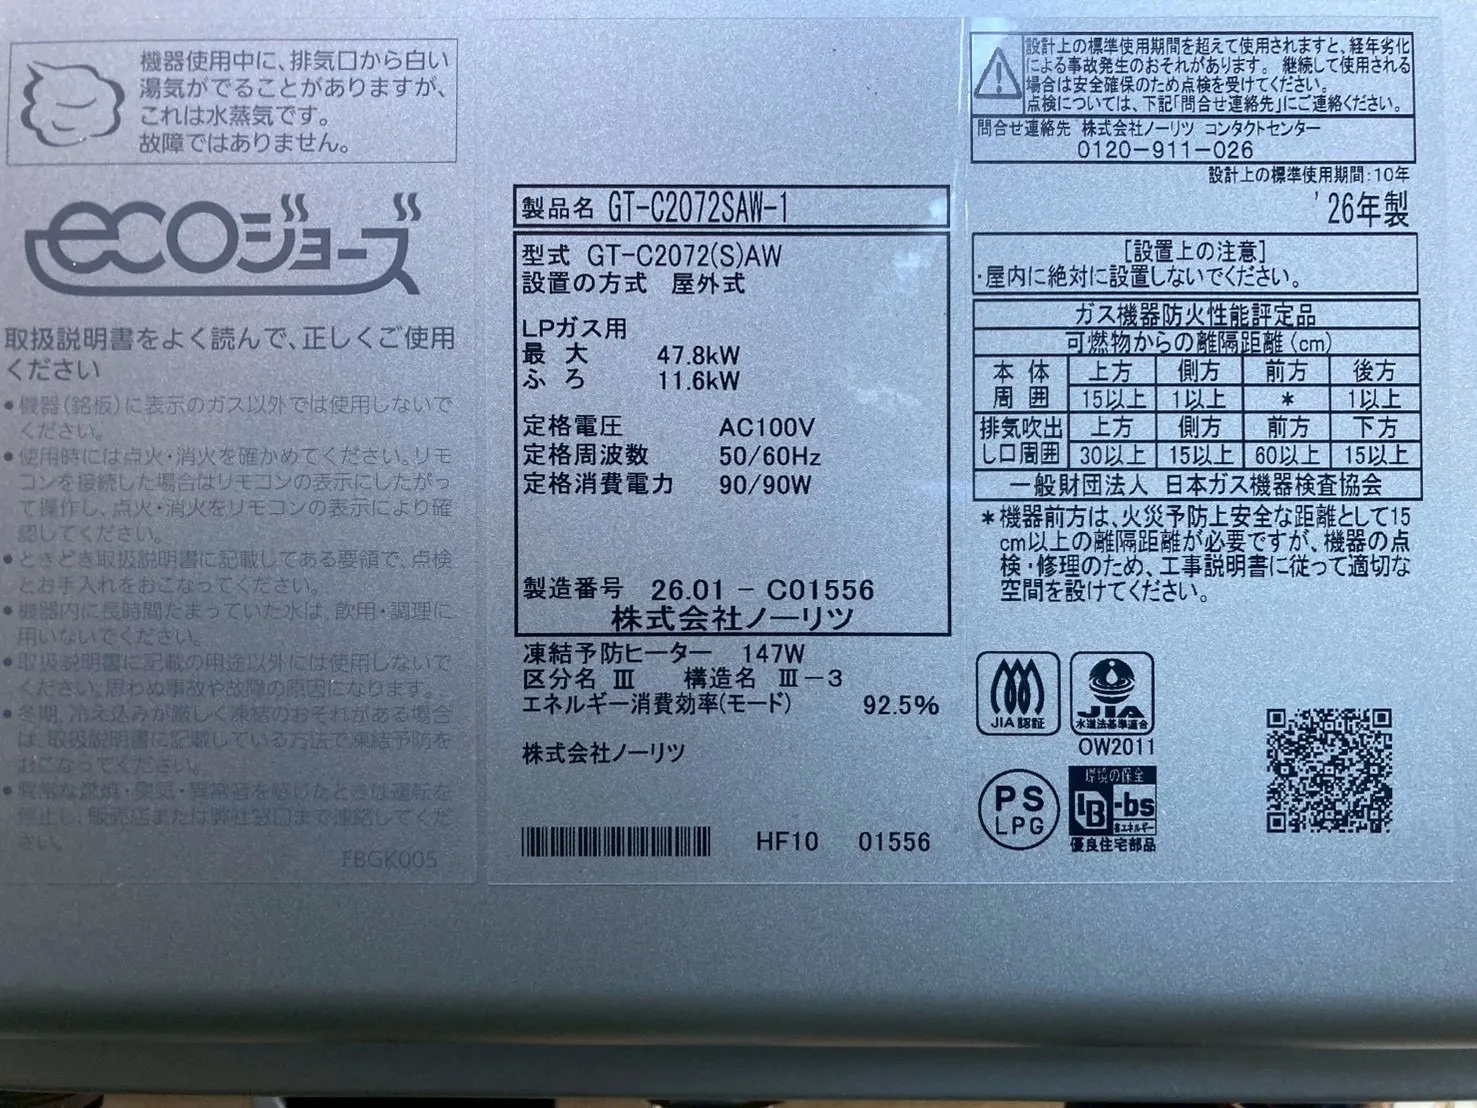 機器使用中に、排気口から白い
湯気がでることがありますが、
これは水蒸気です。
故障ではありません。
ecoジョーズ
取扱説明書をよく読んで、正しくご使用
ください
●機器(銘板)に表示のガス以外では使用しないで
ください。
●使用時には点火・消火を確かめてください。リモ
コンを接続した場合はリモコンの表示にしたがっ
て操作し、点火・消火をリモコンの表示により確
認してください。
●ときどき取扱説明書に記載してある要領で、点検
とお手入れをおこなってください。
●機器内に長時間たまっていた水は、飲用・調理に
用いないでください。
●取扱説明書に記載の用途以外には使用しないで
ください。思わぬ事故や故障の原因になります。
●冬期、冷え込みが厳しく凍結のおそれがある場合
は、取扱説明書に記載している方法で凍結予防を
おこなってください。
●異常な燃焼・臭気・異常音を感じたときは運転を
停止し、販売店または弊社窓口まで連絡してくだ
さい。
FBGK005
製品名 GT-C2072SAW-1
型式 GT-C2072(S)AW
設置の方式 屋外式
LPガス用
最大 47.8kW
ふろ 11.6kW
定格電圧 AC100V
定格周波数 50/60Hz
定格消費電力 90/90W
製造番号 26.01 - C01556
株式会社ノーリツ
凍結予防ヒーター 147W
区分名 Ⅲ 構造名 Ⅲ-3
エネルギー消費効率(モード) 92.5%
株式会社ノーリツ
HF10 01556
設計上の標準使用期間を超えて使用されますと、経年劣化
による事故発生のおそれがあります。継続して使用される
場合は安全確保のため点検を受けてください。
点検については、下記「問合せ連絡先」にご連絡ください。
問合せ連絡先 株式会社ノーリツ コンタクトセンター
0120-911-026
設計上の標準使用期間:10年
'26年製
[設置上の注意]
・屋内に絶対に設置しないでください。
ガス機器防火性能評定品
可燃物からの離隔距離(cm)
本体 上方 側方 前方 後方
周囲 15以上 1以上 * 1以上
排気吹出 上方 側方 前方 下方
し口周囲 30以上 15以上 60以上 15以上
一般財団法人 日本ガス機器検査協会
*機器前方は、火災予防上安全な距離として15
cm以上の離隔距離が必要ですが、機器の点
検・修理のため、工事説明書に従って適切な
空間を設けてください。
JIA認証
JIA
水道法基準適合
OW2011
PS
LPG
環境の保全
BL-bs
省エネルギー
優良住宅部品